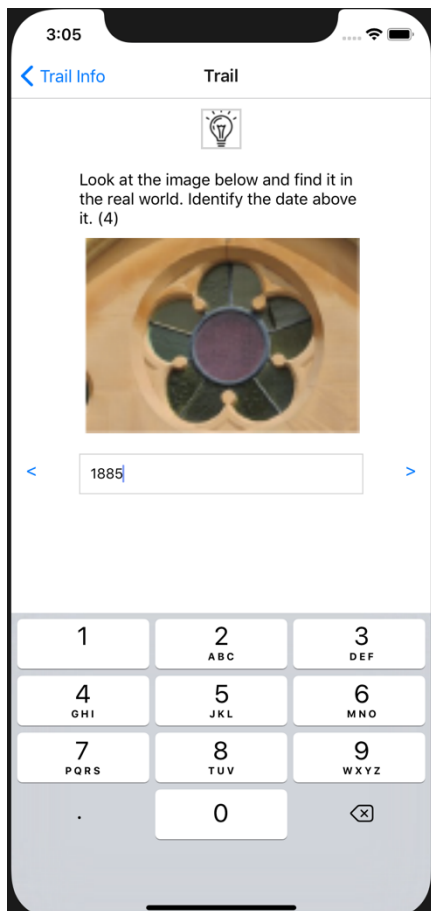 3:05
Trail Info
Trail
Look at the image below and find it in
the real world. Identify the date above
it. (4)
<
1885
>
1
2
ABC
3
DEF
4
GHI
5
JKL
6
MNO
7
PQRS
8
TUV
9
WXYZ
.
0